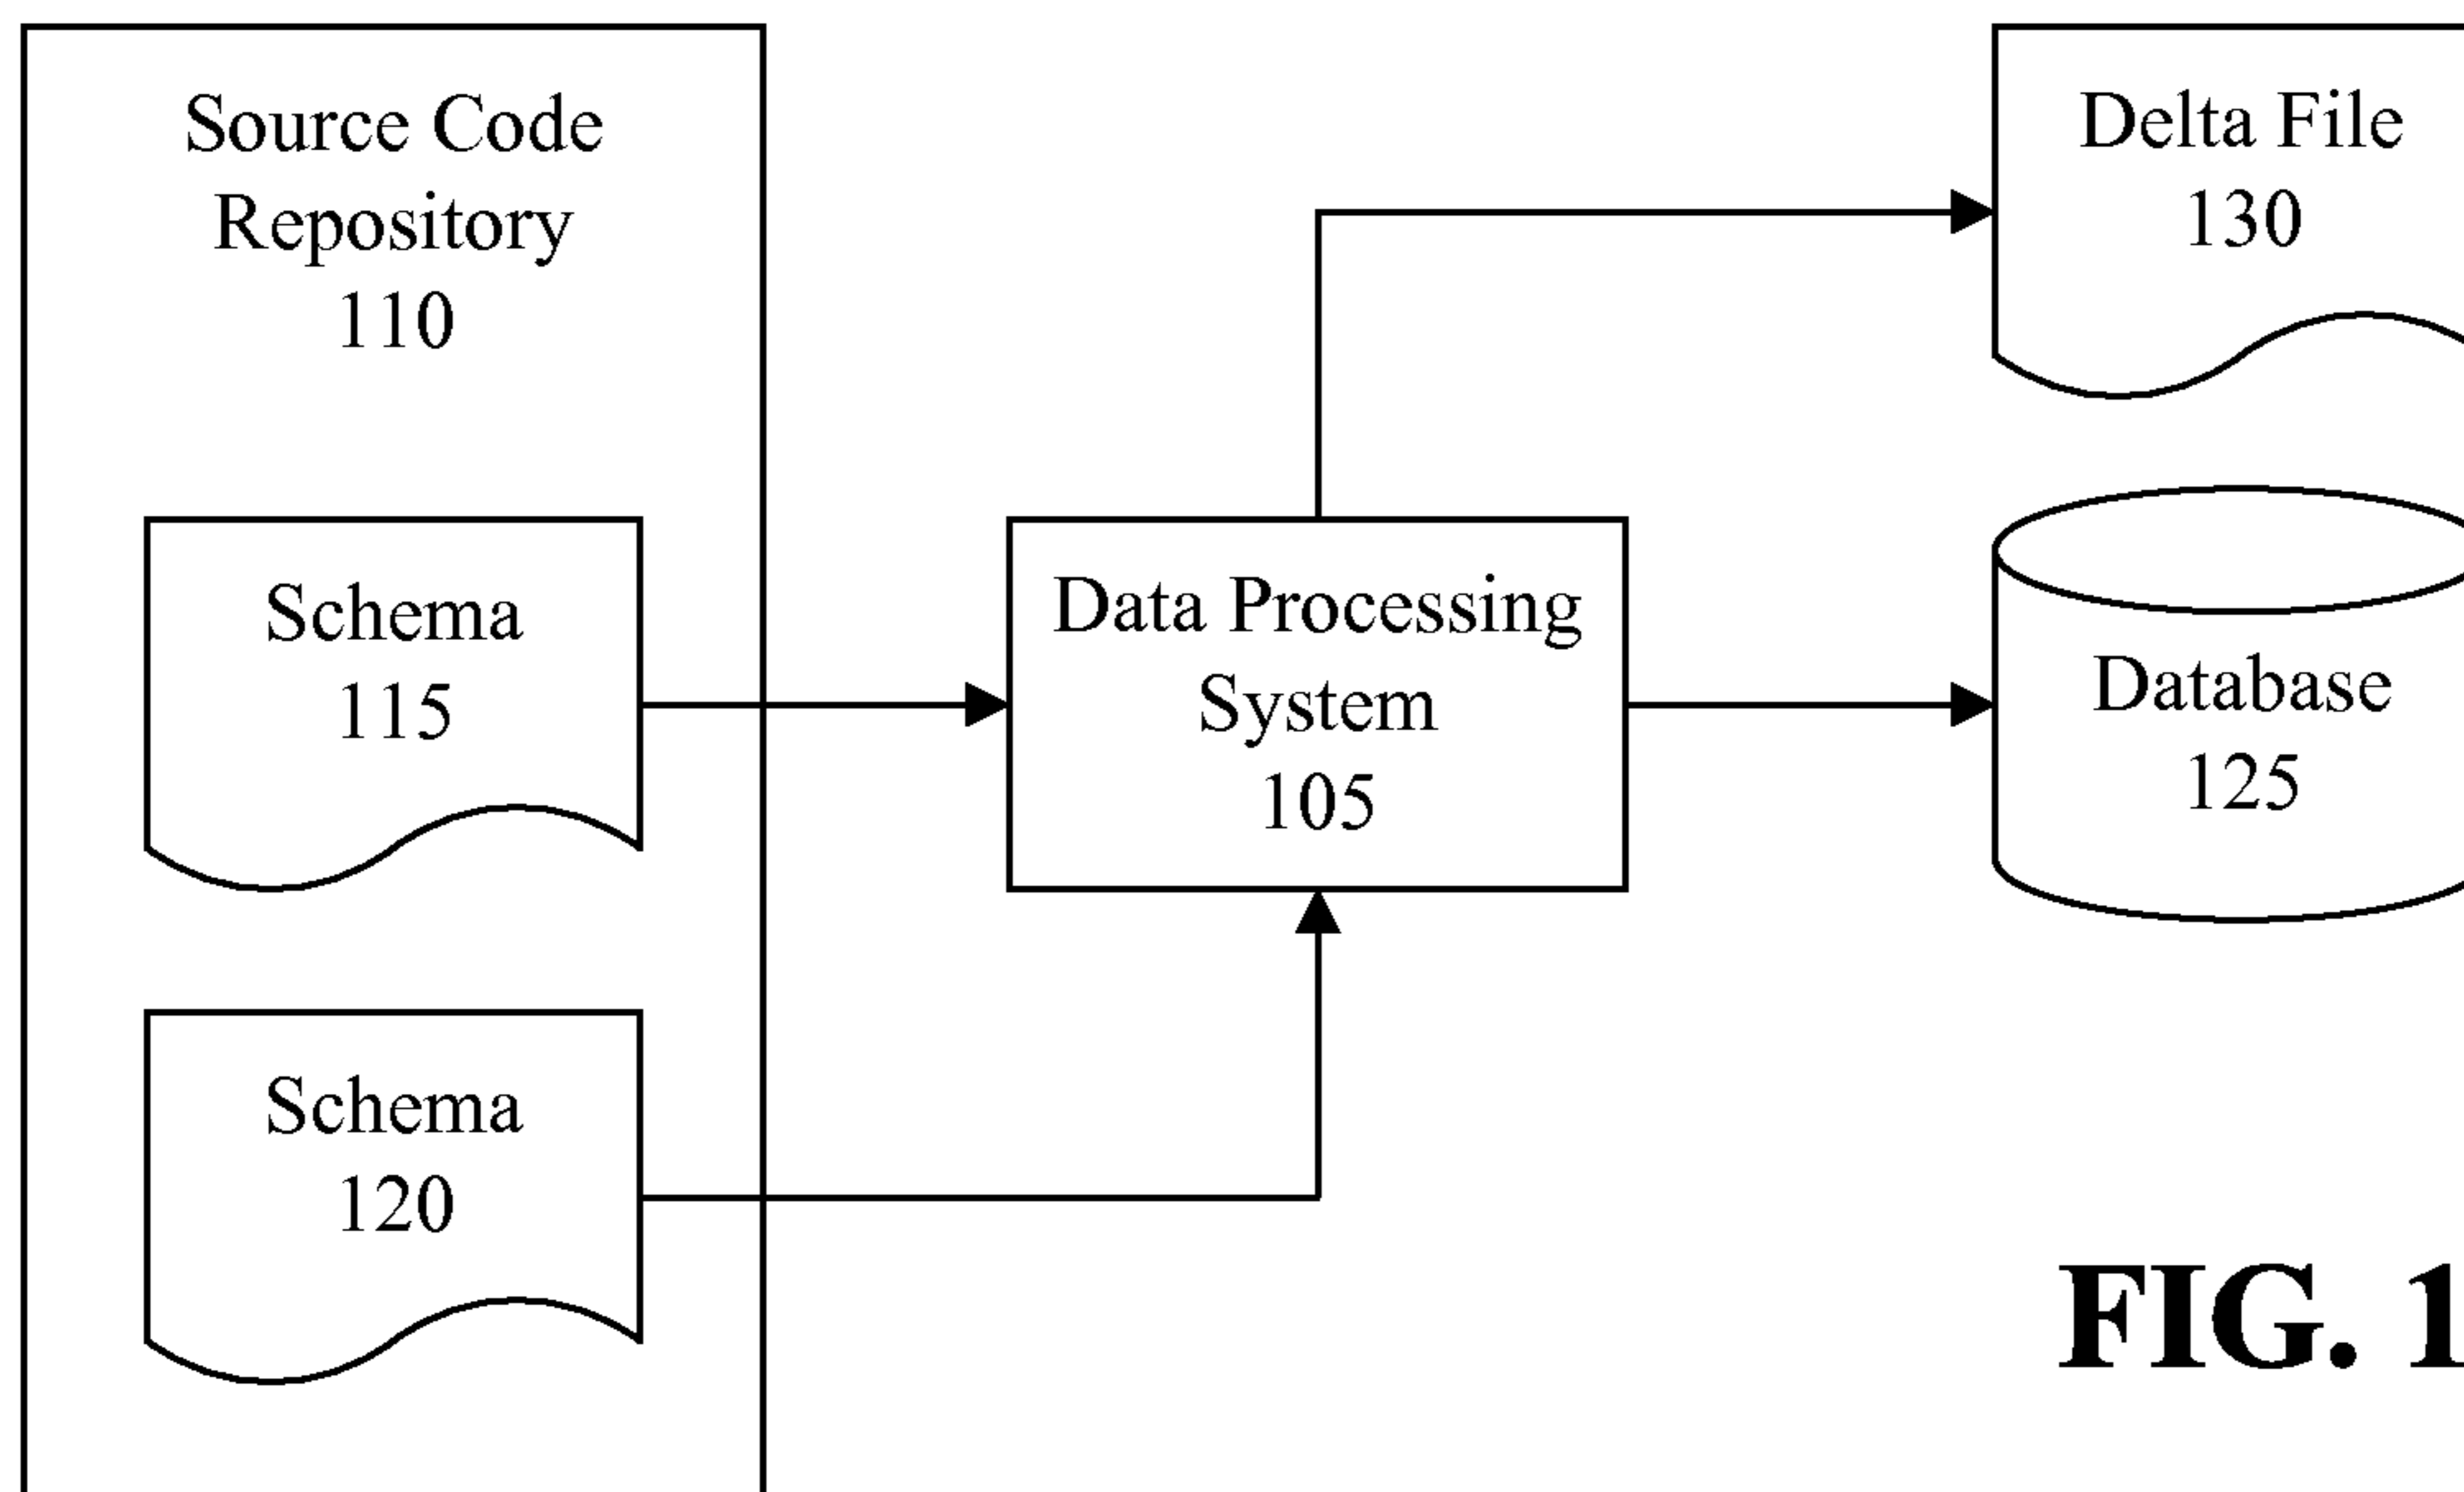 Source Code
Repository
110
Schema
115
Schema
120
Data Processing
System
105
Delta File
130
Database
125
FIG. 1